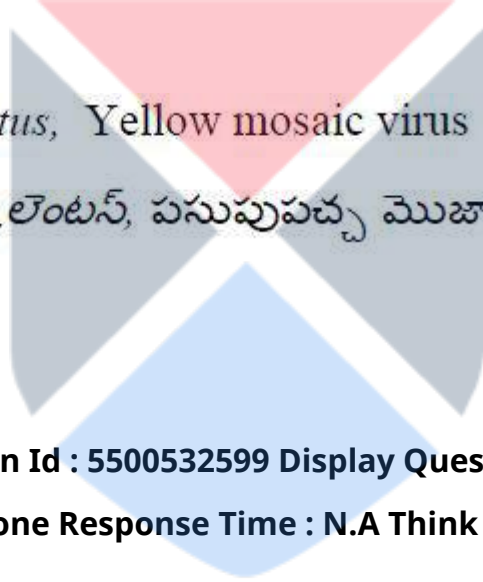 tus, Yellow mosaic virus
లెంటస్, పసుపుపచ్చ మొజా
n Id : 5500532599 Display Ques
one Response Time : N.A Think